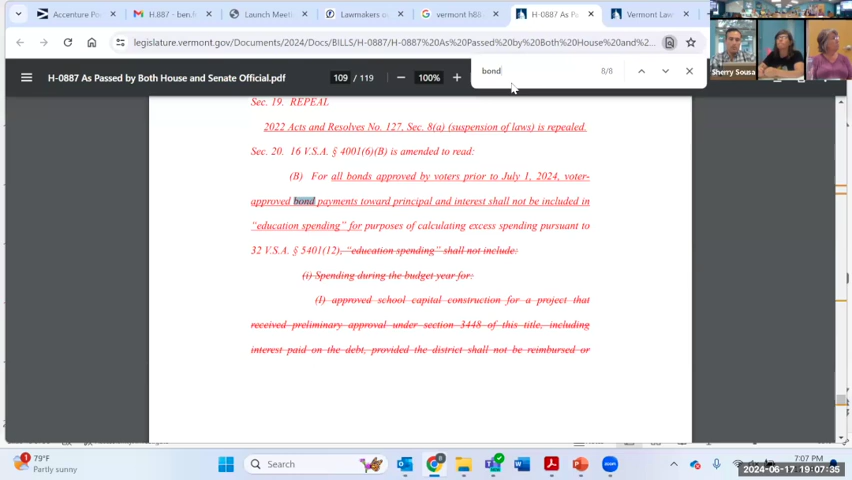 Accenture Po
H.887 - ben.h
Launch Meeti
Lawmakers ov
vermont h88
H-0887 As Pa
Vermont Law
legislature.vermont.gov/Documents/2024/Docs/BILLS/H-0887/H-0887%20As%20Passed%20by%20Both%20House%20and%...
H-0887 As Passed by Both House and Senate Official.pdf
109 / 119
100%
bond
8/8
Sherry Sousa
Sec. 19. REPEAL
2022 Acts and Resolves No. 127, Sec. 8(a) (suspension of laws) is repealed.
Sec. 20. 16 V.S.A. § 4001(6)(B) is amended to read:
(B) For all bonds approved by voters prior to July 1, 2024, voter-
approved bond payments toward principal and interest shall not be included in
“education spending” for purposes of calculating excess spending pursuant to
32 V.S.A. § 5401(12), “education spending” shall not include:
(i) Spending during the budget year for:
(I) approved school capital construction for a project that
received preliminary approval under section 3448 of this title, including
interest paid on the debt, provided the district shall not be reimbursed or
79°F
Partly sunny
Search
7:07 PM
2024-06-17 19:07:35